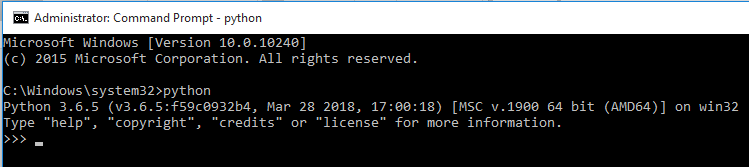 Administrator: Command Prompt - python
Microsoft Windows [Version 10.0.10240]
(c) 2015 Microsoft Corporation. All rights reserved.
C:\Windows\system32>python
Python 3.6.5 (v3.6.5:f59c0932b4, Mar 28 2018, 17:00:18) [MSC v.1900 64 bit (AMD64)] on win32
Type "help", "copyright", "credits" or "license" for more information.
>>> _